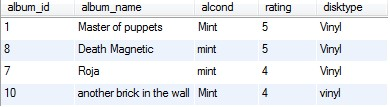 album_id album_name alcond rating disktype
1 Master of puppets Mint 5 Vinyl
8 Death Magnetic mint 5 Vinyl
7 Roja mint 4 Vinyl
10 another brick in the wall Mint 4 vinyl